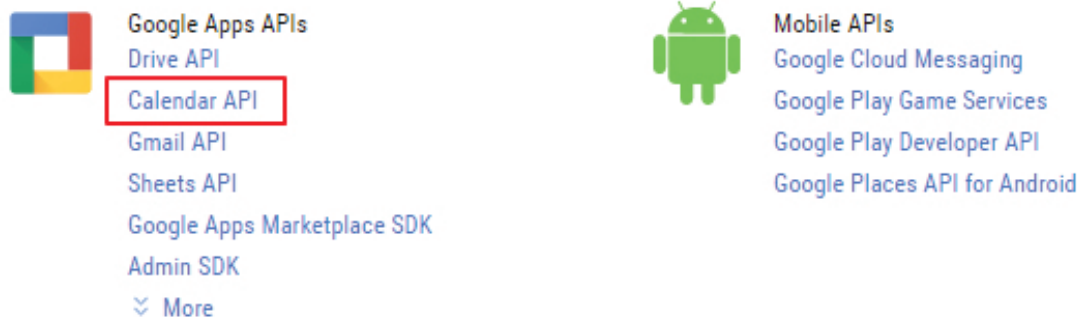 Google Apps APIs
Drive API
Calendar API
Gmail API
Sheets API
Google Apps Marketplace SDK
Admin SDK
More
Mobile APIs
Google Cloud Messaging
Google Play Game Services
Google Play Developer API
Google Places API for Android